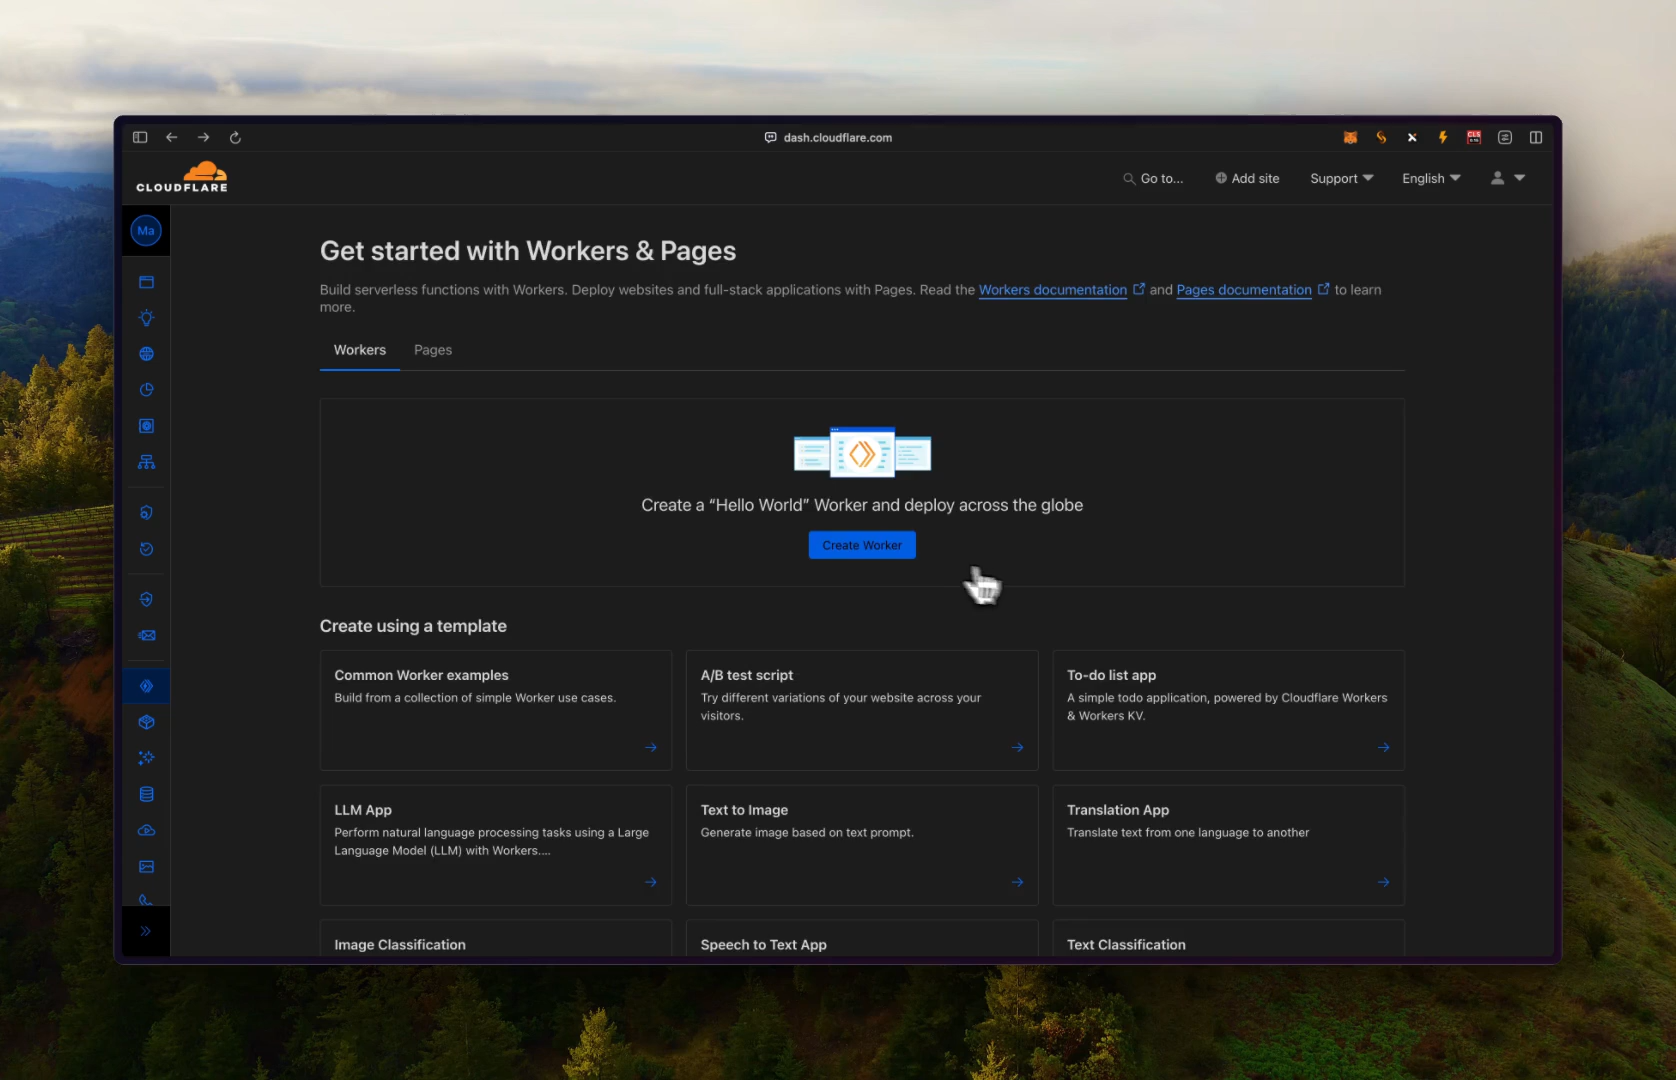 dash.cloudflare.com
CLS
CLOUDFLARE
Go to...
Add site
Support
English
Ma
Get started with Workers & Pages
Build serverless functions with Workers. Deploy websites and full-stack applications with Pages. Read the Workers documentation and Pages documentation to learn
more.
Workers
Pages
Create a “Hello World” Worker and deploy across the globe
Create Worker
Create using a template
Common Worker examples
Build from a collection of simple Worker use cases.
A/B test script
Try different variations of your website across your
visitors.
To-do list app
A simple todo application, powered by Cloudflare Workers
& Workers KV.
LLM App
Perform natural language processing tasks using a Large
Language Model (LLM) with Workers....
Text to Image
Generate image based on text prompt.
Translation App
Translate text from one language to another
Image Classification
Speech to Text App
Text Classification